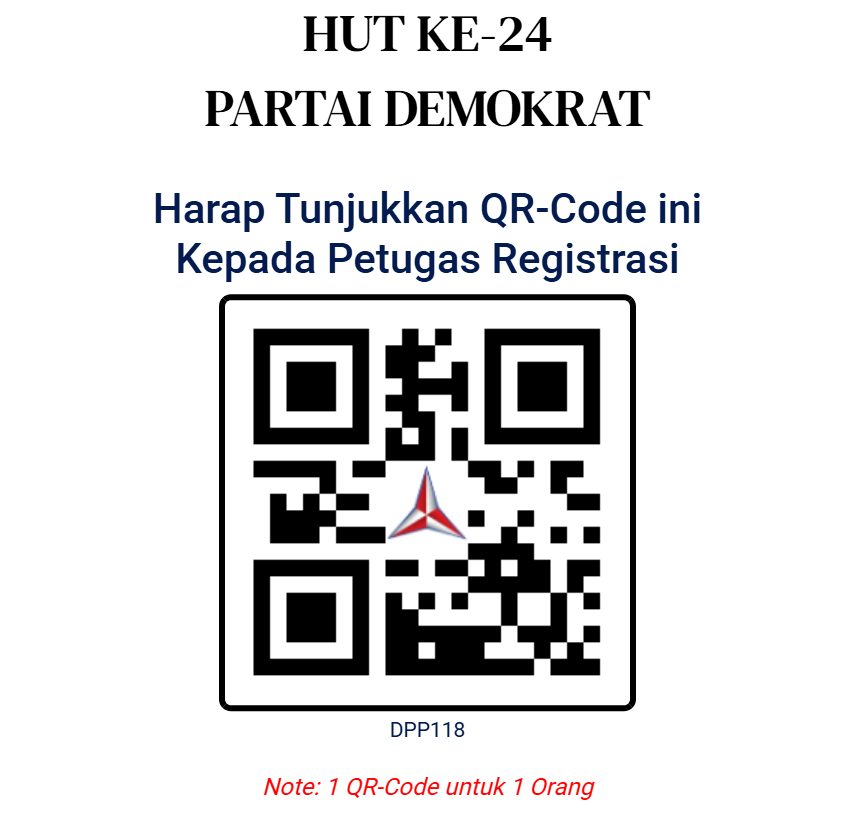 HUT KE-24
PARTAI DEMOKRAT
Harap Tunjukkan QR-Code ini
Kepada Petugas Registrasi
DPP118
Note: 1 QR-Code untuk 1 Orang